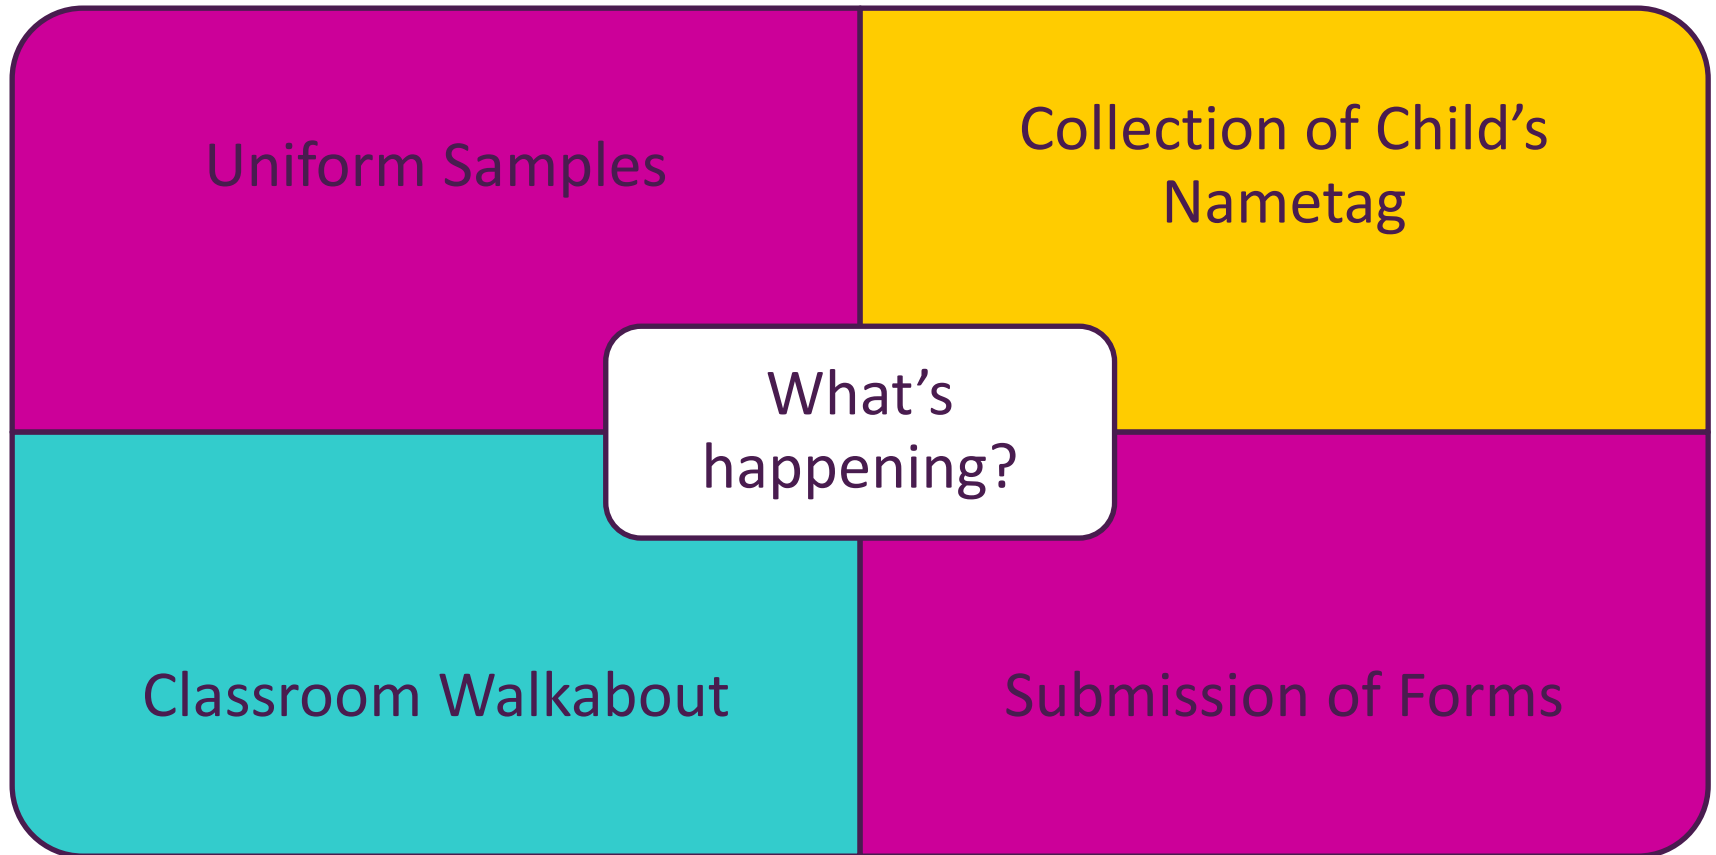 Uniform Samples
Collection of Child’s
Nametag
What’s
happening?
Classroom Walkabout
Submission of Forms